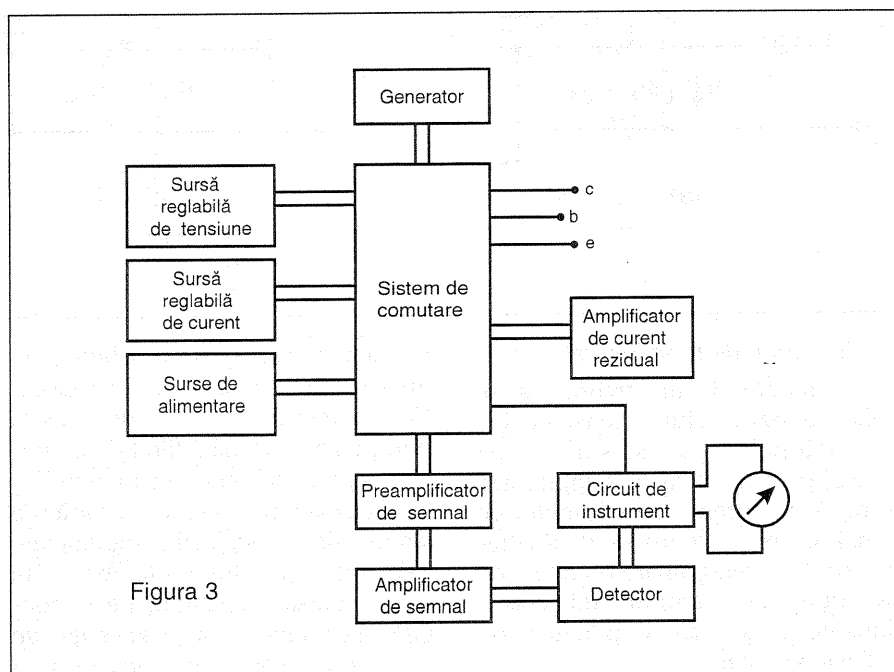 Generator
Sursă
reglabilă
de tensiune
c
b
e
Sursă
reglabilă
de curent
Sistem de
comutare
Amplificator
de curent
rezidual
Surse de
alimentare
Preamplificator
de semnal
Circuit de
instrument
Figura 3
Amplificator
de semnal
Detector